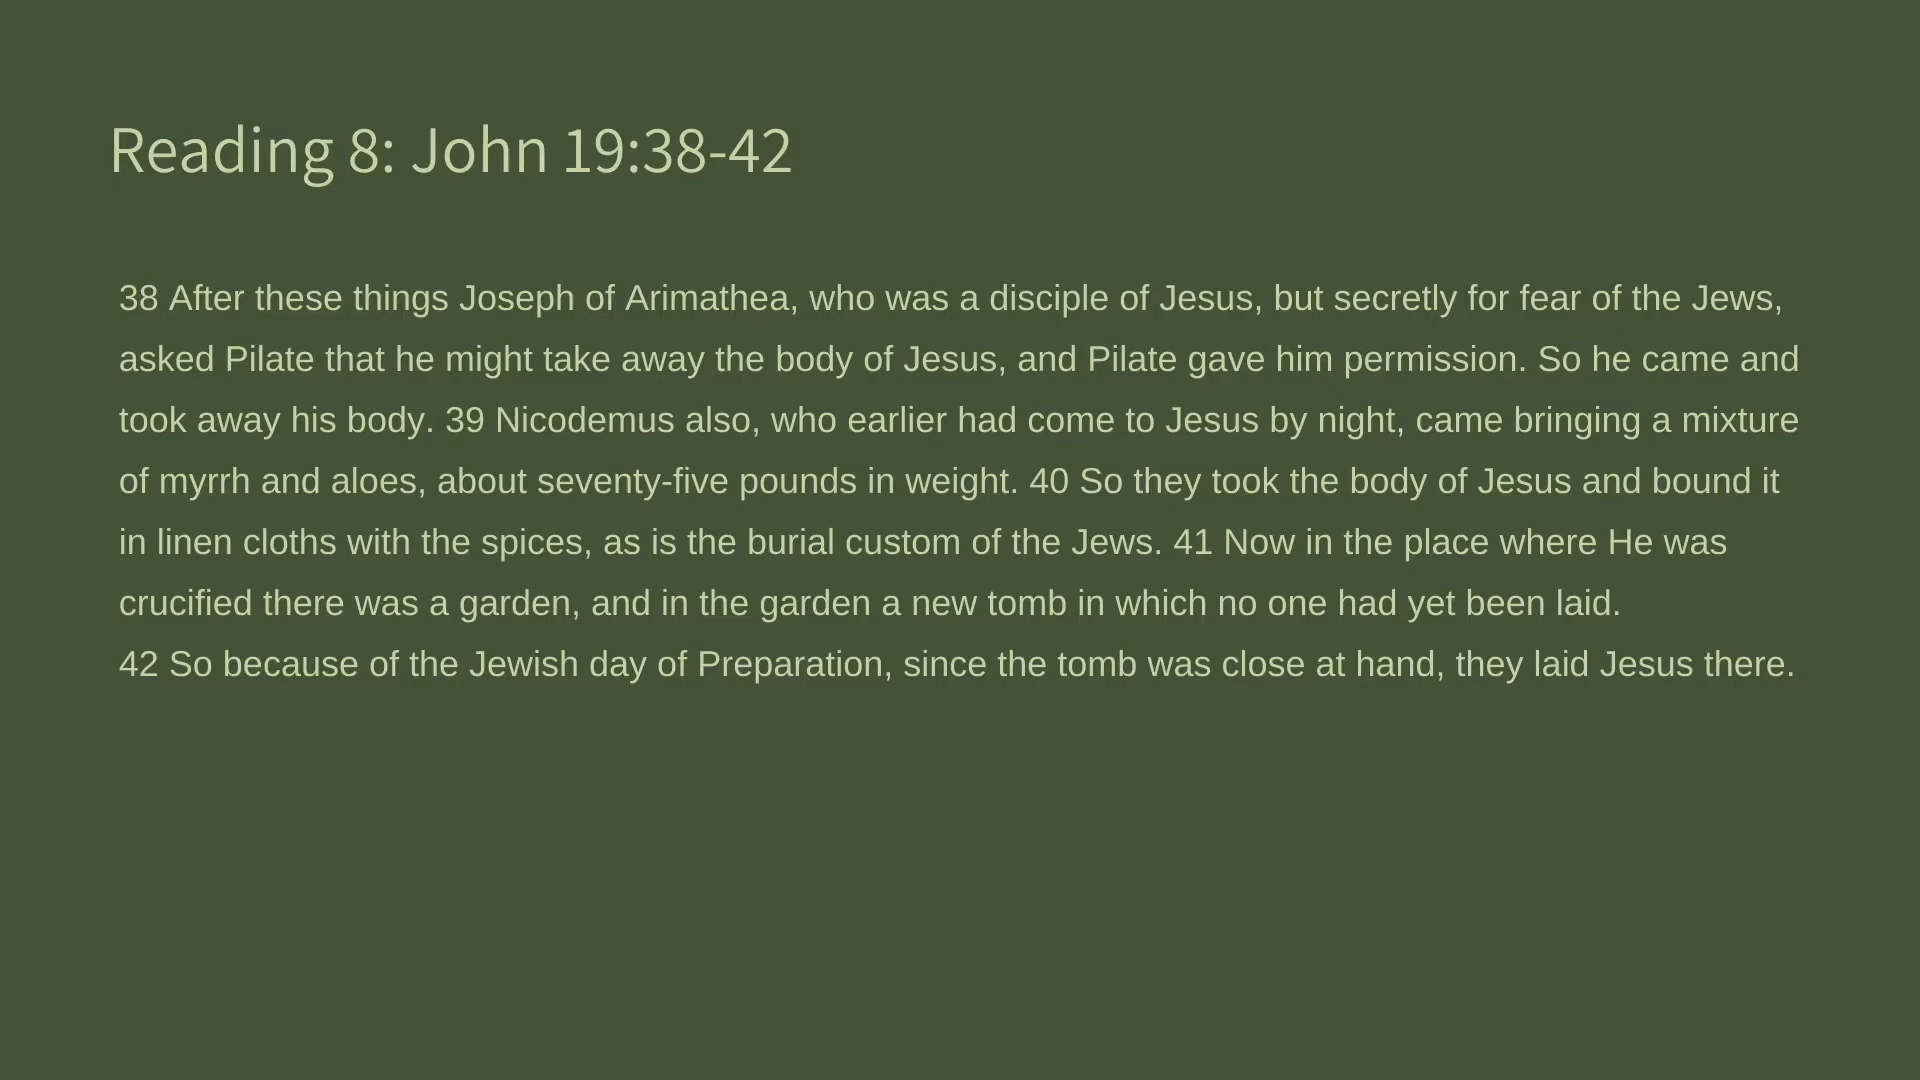 Reading 8: John 19:38-42
38 After these things Joseph of Arimathea, who was a disciple of Jesus, but secretly for fear of the Jews,
asked Pilate that he might take away the body of Jesus, and Pilate gave him permission. So he came and
took away his body. 39 Nicodemus also, who earlier had come to Jesus by night, came bringing a mixture
of myrrh and aloes, about seventy-five pounds in weight. 40 So they took the body of Jesus and bound it
in linen cloths with the spices, as is the burial custom of the Jews. 41 Now in the place where He was
crucified there was a garden, and in the garden a new tomb in which no one had yet been laid.
42 So because of the Jewish day of Preparation, since the tomb was close at hand, they laid Jesus there.